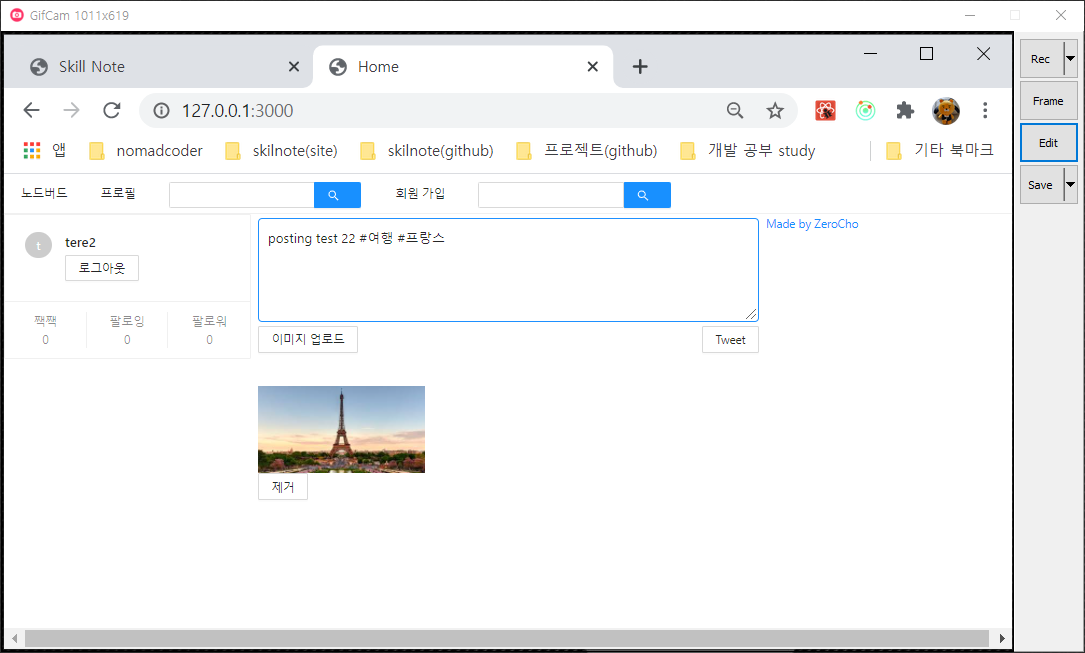 GifCam 1011x619
Skill Note
Home
127.0.0.1:3000
앱
nomadcoder
skilnote(site)
skilnote(github)
프로젝트(github)
개발 공부 study
기타 북마크
노드버드
프로필
회원 가입
t
tere2
로그아웃
짹짹
팔로잉
팔로워
0
0
0
posting test 22 #여행 #프랑스
이미지 업로드
Tweet
제거
Made by ZeroCho
Rec
Frame
Edit
Save